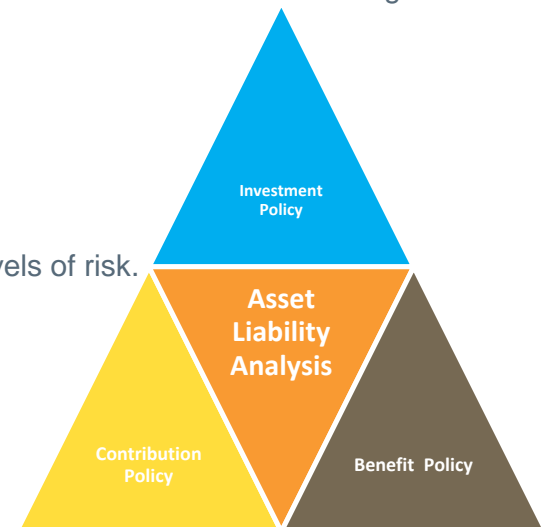 Investment
Policy
vels of risk.
Asset
Liability
Analysis
Contribution
Policy
Benefit Policy